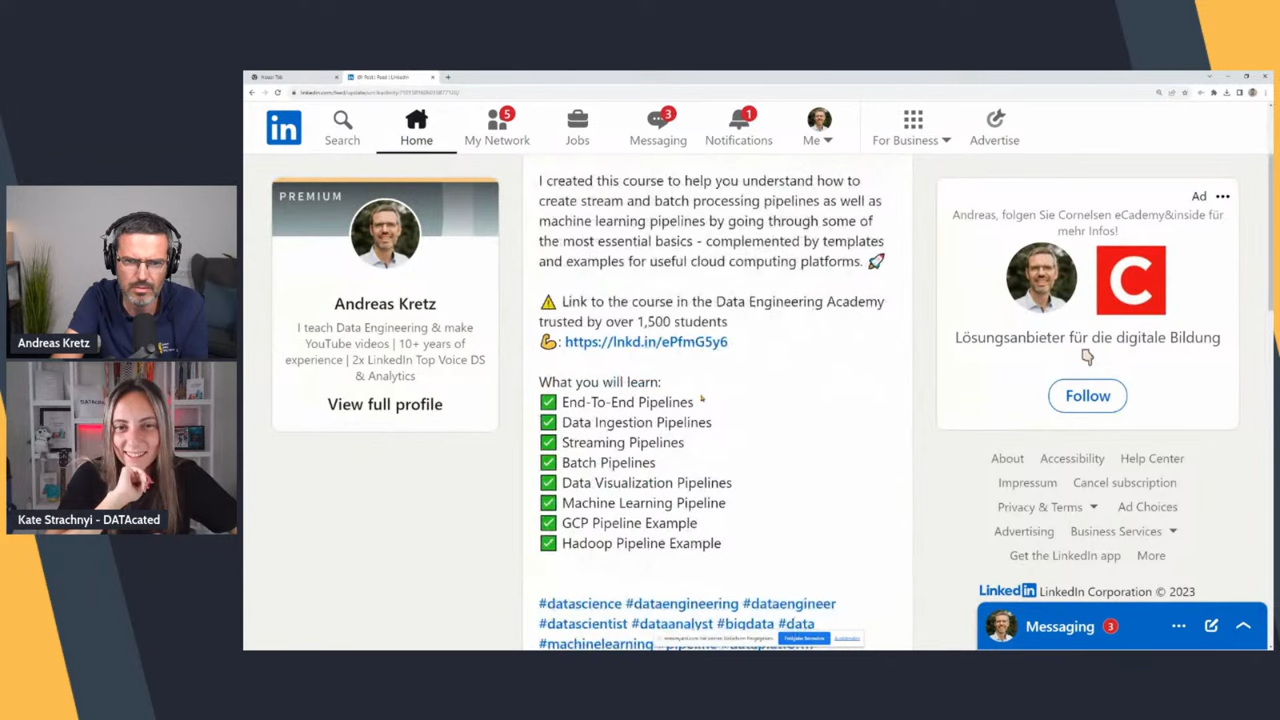 in
Search
Home
5
My Network
Jobs
3
Messaging
1
Notifications
Me
For Business
Advertise
PREMIUM
Andreas Kretz
I teach Data Engineering & make
YouTube videos | 10+ years of
experience | 2x LinkedIn Top Voice DS
& Analytics
View full profile
I created this course to help you understand how to
create stream and batch processing pipelines as well as
machine learning pipelines by going through some of
the most essential basics - complemented by templates
and examples for useful cloud computing platforms. 🚀
⚠️ Link to the course in the Data Engineering Academy
trusted by over 1,500 students
💪: https://lnkd.in/ePfmG5y6
What you will learn:
✅ End-To-End Pipelines
✅ Data Ingestion Pipelines
✅ Streaming Pipelines
✅ Batch Pipelines
✅ Data Visualization Pipelines
✅ Machine Learning Pipeline
✅ GCP Pipeline Example
✅ Hadoop Pipeline Example
#datascience #dataengineering #dataengineer
#datascientist #dataanalyst #bigdata #data
#machinelearning
Ad
Andreas, folgen Sie Cornelsen eCademy&inside für
mehr Infos!
C
Lösungsanbieter für die digitale Bildung
Follow
About Accessibility Help Center
Impressum Cancel subscription
Privacy & Terms Ad Choices
Advertising Business Services
Get the LinkedIn app More
LinkedIn LinkedIn Corporation © 2023
Messaging 3
Andreas Kretz
Kate Strachnyi - DATAcated